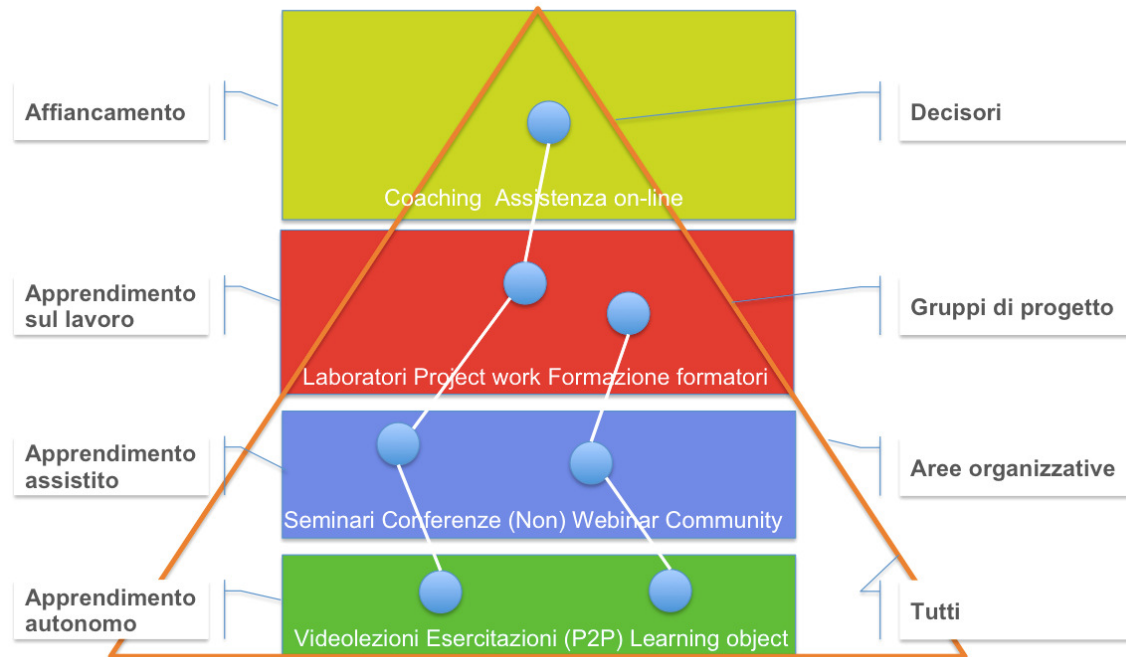 Affiancamento
Decisori
Coaching  Assistenza on-line
Apprendimento
sul lavoro
Gruppi di progetto
Laboratori Project work Formazione formatori
Apprendimento
assistito
Aree organizzative
Seminari Conferenze (Non) Webinar Community
Apprendimento
autonomo
Tutti
Videolezioni Esercitazioni (P2P) Learning object